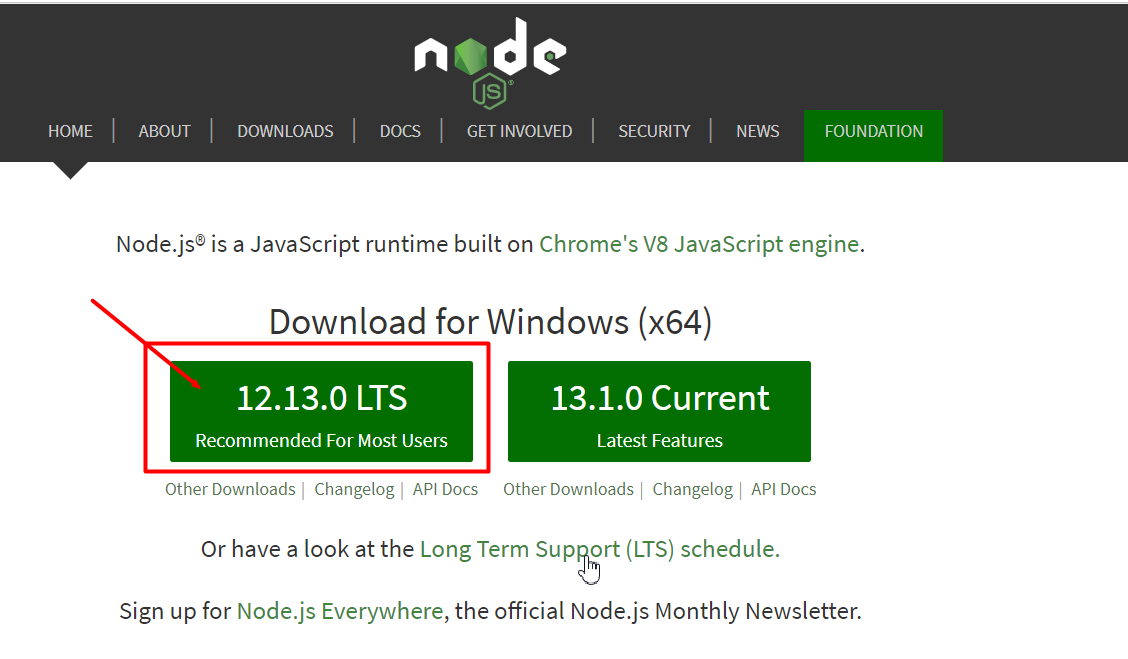 node
JS®
HOME | ABOUT | DOWNLOADS | DOCS | GET INVOLVED | SECURITY | NEWS FOUNDATION
Node.js® is a JavaScript runtime built on Chrome's V8 JavaScript engine.
Download for Windows (x64)
12.13.0 LTS 13.1.0 Current
Recommended For Most Users Latest Features
Other Downloads | Changelog | API Docs Other Downloads | Changelog | API Docs
Or have a look at the Long Term Support (LTS) schedule.
Sign up for Node.js Everywhere, the official Node.js Monthly Newsletter.